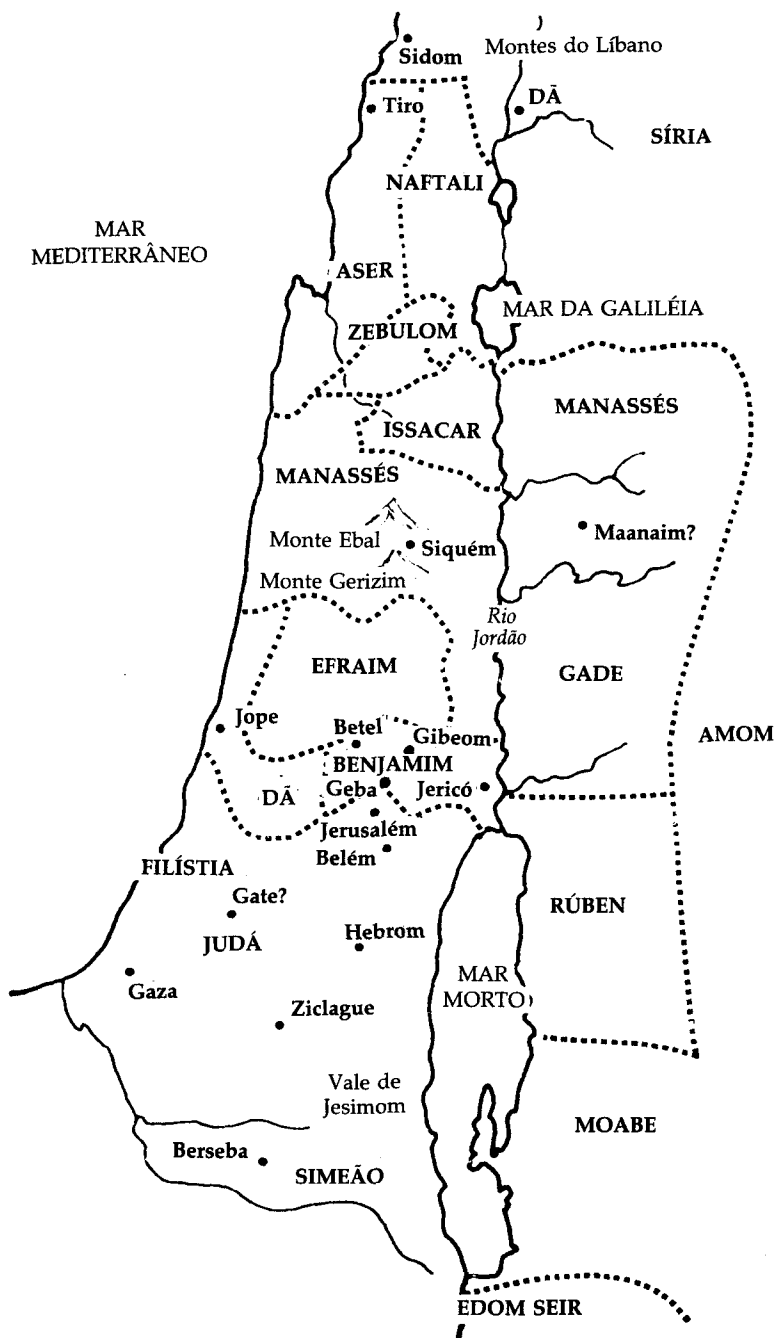 Sidom
Montes do Líbano
Tiro
DÃ
SÍRIA
NAFTALI
MAR
MEDITERRÂNEO
ASER
MAR DA GALILÉIA
ZEBULOM
MANASSÉS
ISSACAR
MANASSÉS
Monte Ebal
Siquém
Maanaim?
Monte Gerizim
Rio
Jordão
EFRAIM
GADE
Jope
Betel
Gibeom
AMOM
BENJAMIM
DÃ
Geba
Jericó
Jerusalém
Belém
FILÍSTIA
Gate?
RÚBEN
JUDÁ
Hebrom
MAR
MORTO
Gaza
Ziclague
Vale de
Jesimom
MOABE
Berseba
SIMEÃO
EDOM SEIR